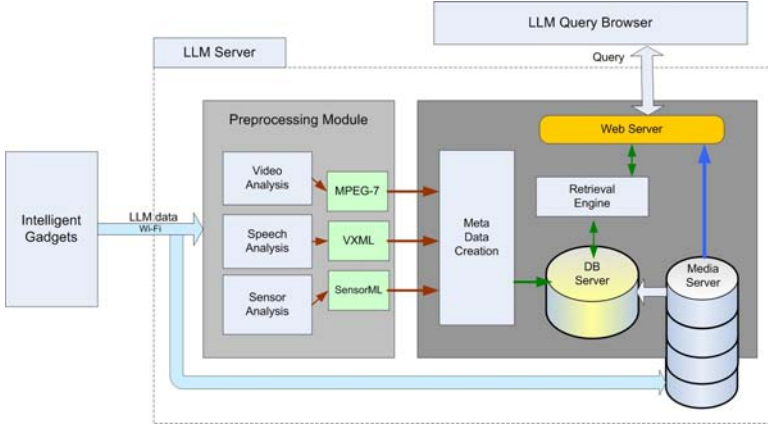 LLM Query Browser
LLM Server
Query
Preprocessing Module
Web Server
Video
Analysis
MPEG-7
Retrieval
Engine
Intelligent
Gadgets
LLM data
Wi-Fi
Speech
Analysis
VXML
Meta
Data
Creation
DB
Server
Media
Server
Sensor
Analysis
SensorML